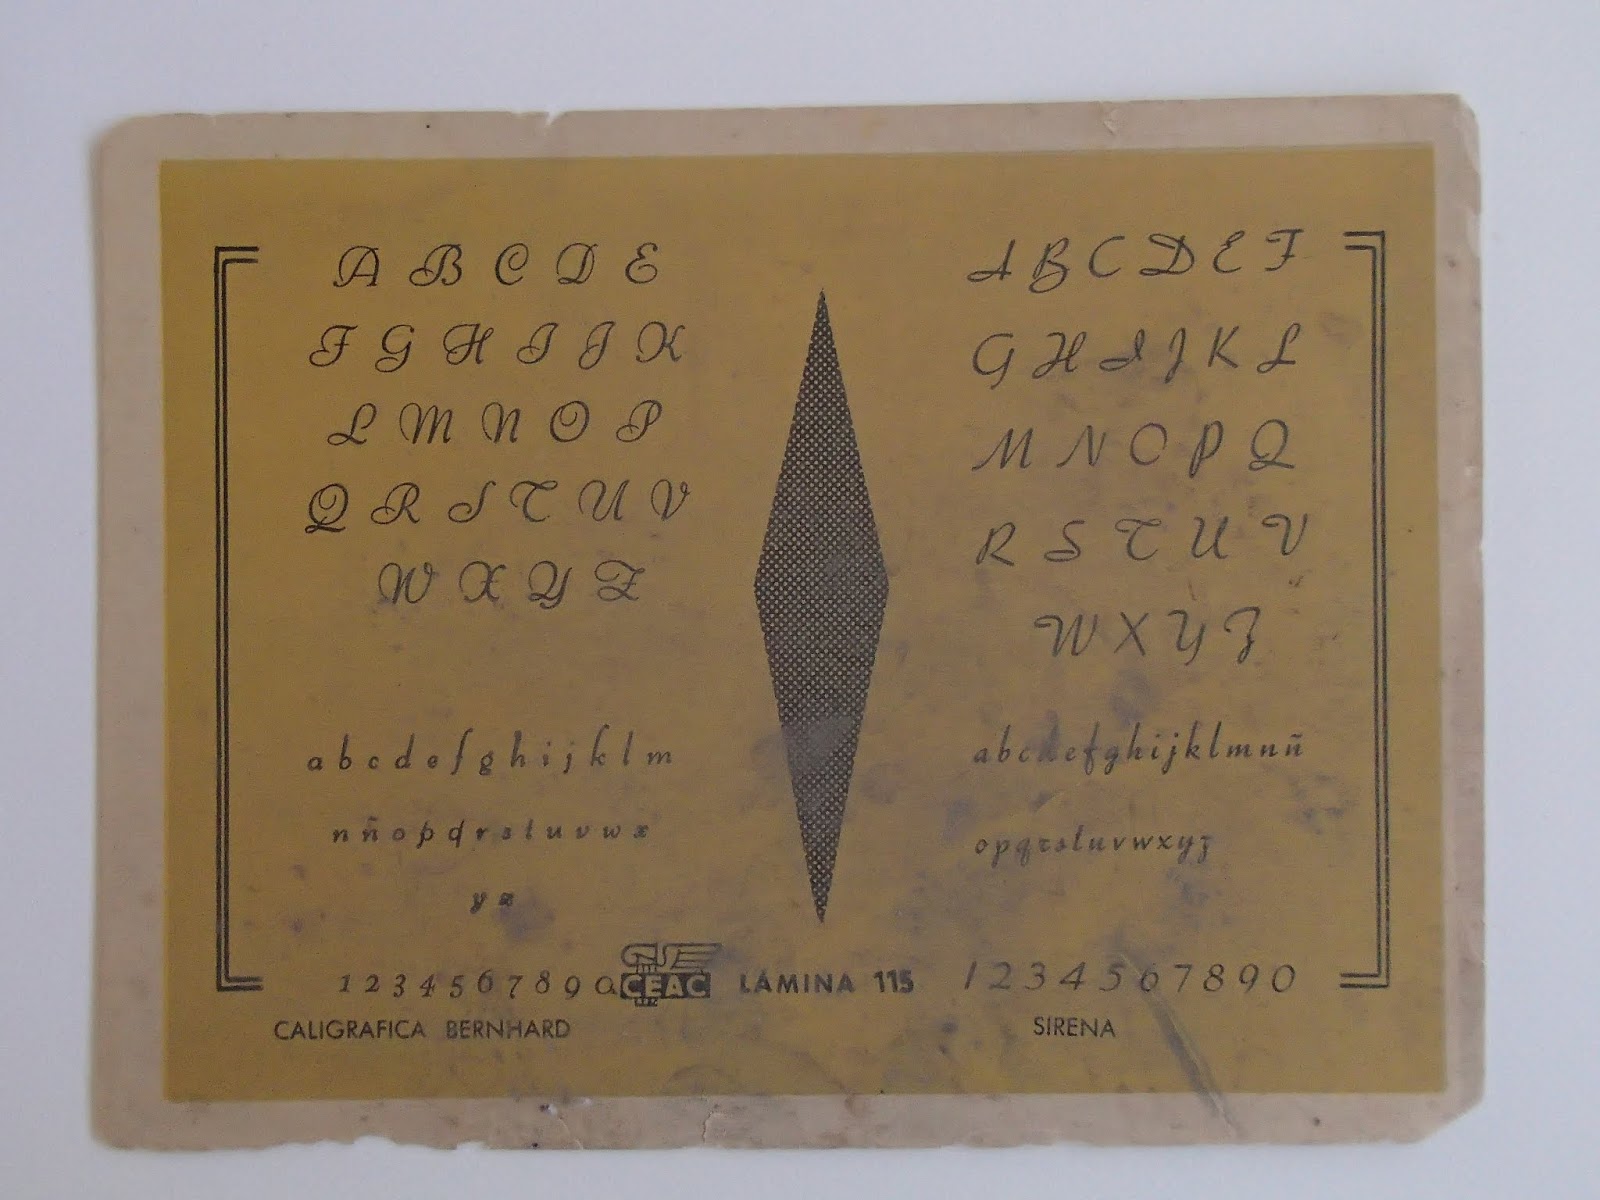 A B C D E
F G H I J K
L M N O P
Q R S T U V
W X Y Z
a b c d e f g h i j k l m
n ñ o p q r s t u v w x
y z
1 2 3 4 5 6 7 8 9 0
CALIGRAFICA BERNHARD
CEAC LÁMINA 115
A B C D E F
G H I J K L
M N O P Q
R S T U V
W X Y Z
a b c d e f g h i j k l m n ñ
o p q r s t u v w x y z
1 2 3 4 5 6 7 8 9 0
SIRENA